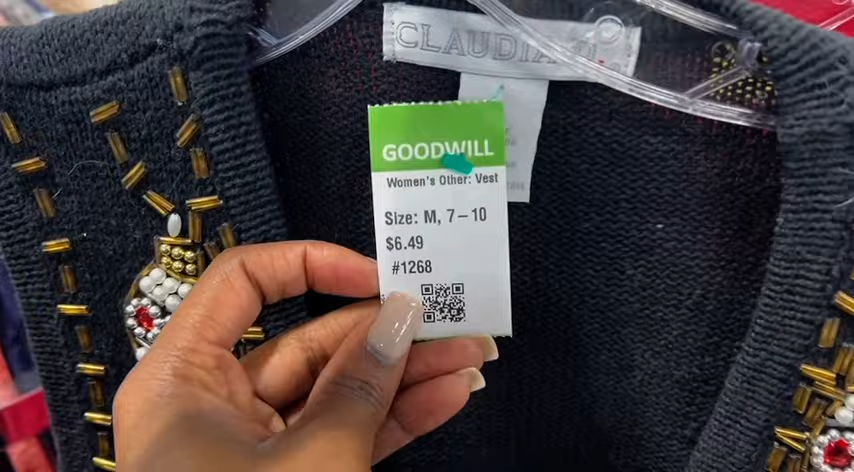 CLAUDIA
GOODWILL
Women's Other: Vest
Size: M, 7–10
$6.49
#1268